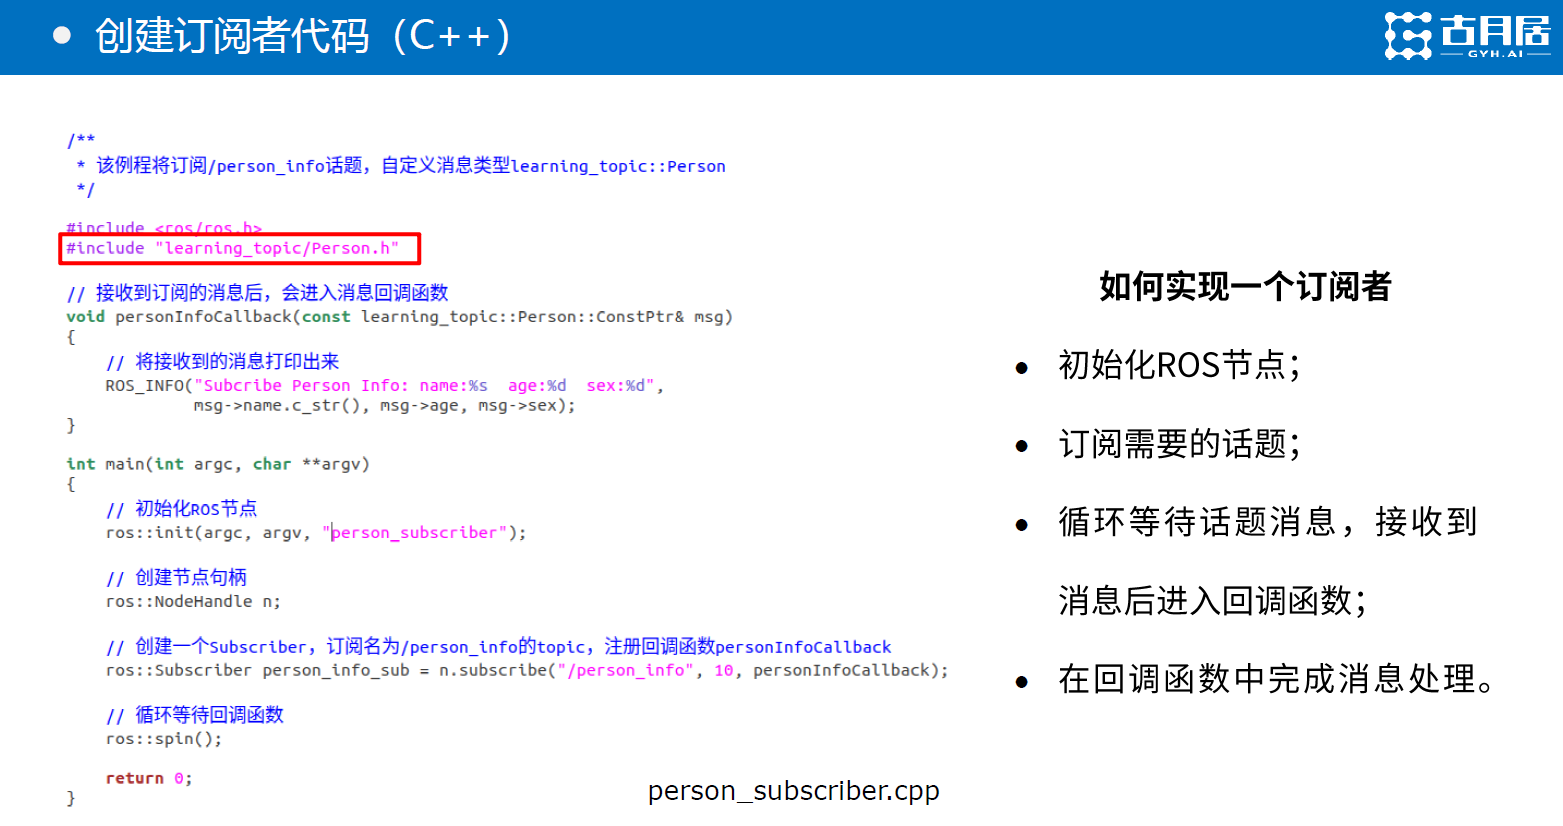 创建订阅者代码（C++）
古月居
GYH.AI
/**
 * 该例程将订阅/person_info话题，自定义消息类型learning_topic::Person
 */
#include <ros/ros.h>
#include "learning_topic/Person.h"
// 接收到订阅的消息后，会进入消息回调函数
void personInfoCallback(const learning_topic::Person::ConstPtr& msg)
{
    // 将接收到的消息打印出来
    ROS_INFO("Subcribe Person Info: name:%s  age:%d  sex:%d",
             msg->name.c_str(), msg->age, msg->sex);
}
int main(int argc, char **argv)
{
    // 初始化ROS节点
    ros::init(argc, argv, "person_subscriber");
    // 创建节点句柄
    ros::NodeHandle n;
    // 创建一个Subscriber，订阅名为/person_info的topic，注册回调函数personInfoCallback
    ros::Subscriber person_info_sub = n.subscribe("/person_info", 10, personInfoCallback);
    // 循环等待回调函数
    ros::spin();
    return 0;
}
person_subscriber.cpp
如何实现一个订阅者
● 初始化ROS节点；
● 订阅需要的话题；
● 循环等待话题消息，接收到
消息后进入回调函数；
● 在回调函数中完成消息处理。